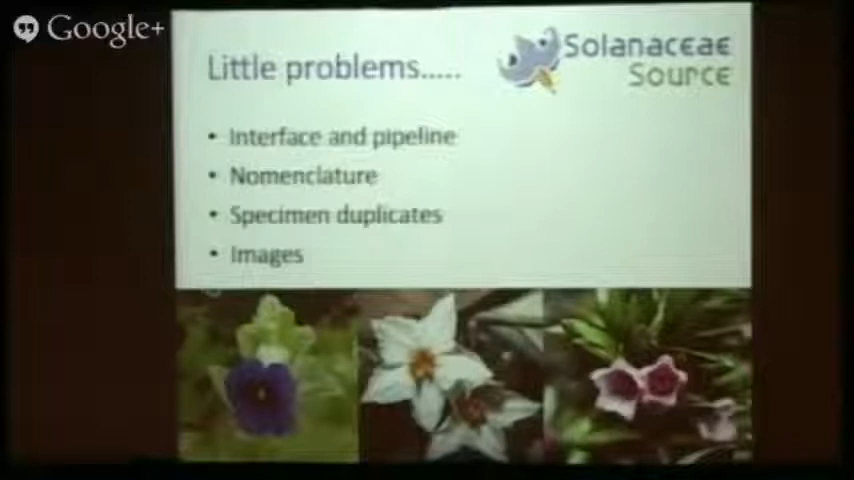 Google+
Little problems.....
Solanaceae
Source
• Interface and pipeline
• Nomenclature
• Specimen duplicates
• Images